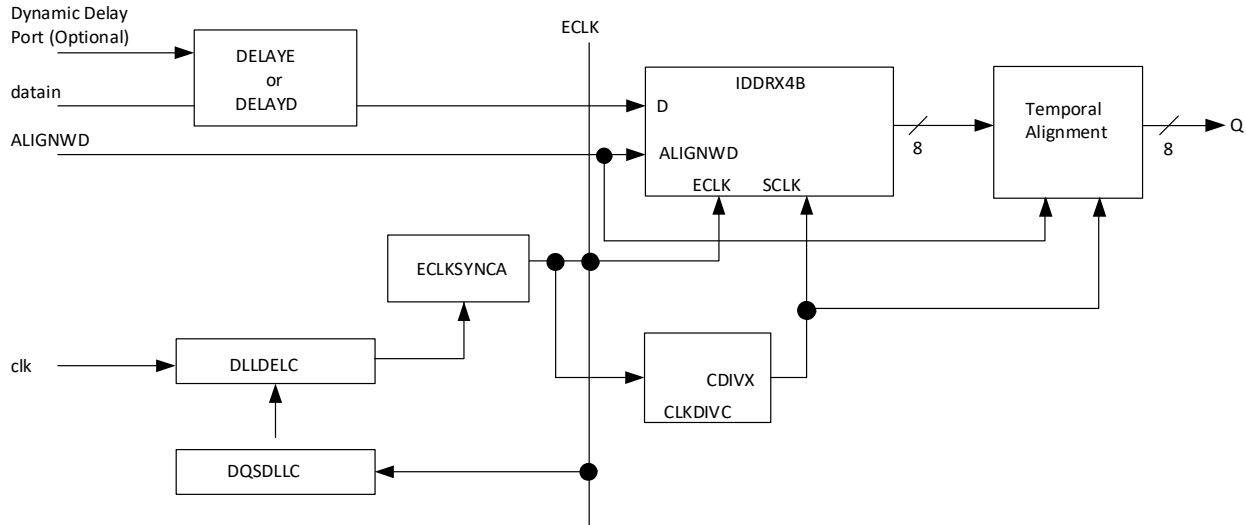 Dynamic Delay
Port (Optional)
datain
ALIGNWD
DELAYE
or
DELAYD
ECLK
IDDRX4B
D
ALIGNWD
ECLK SCLK
8
Temporal
Alignment
8
Q
ECLKSYNCA
clk
DLLDELC
CDIVX
CLKDIVC
DQSDLLC